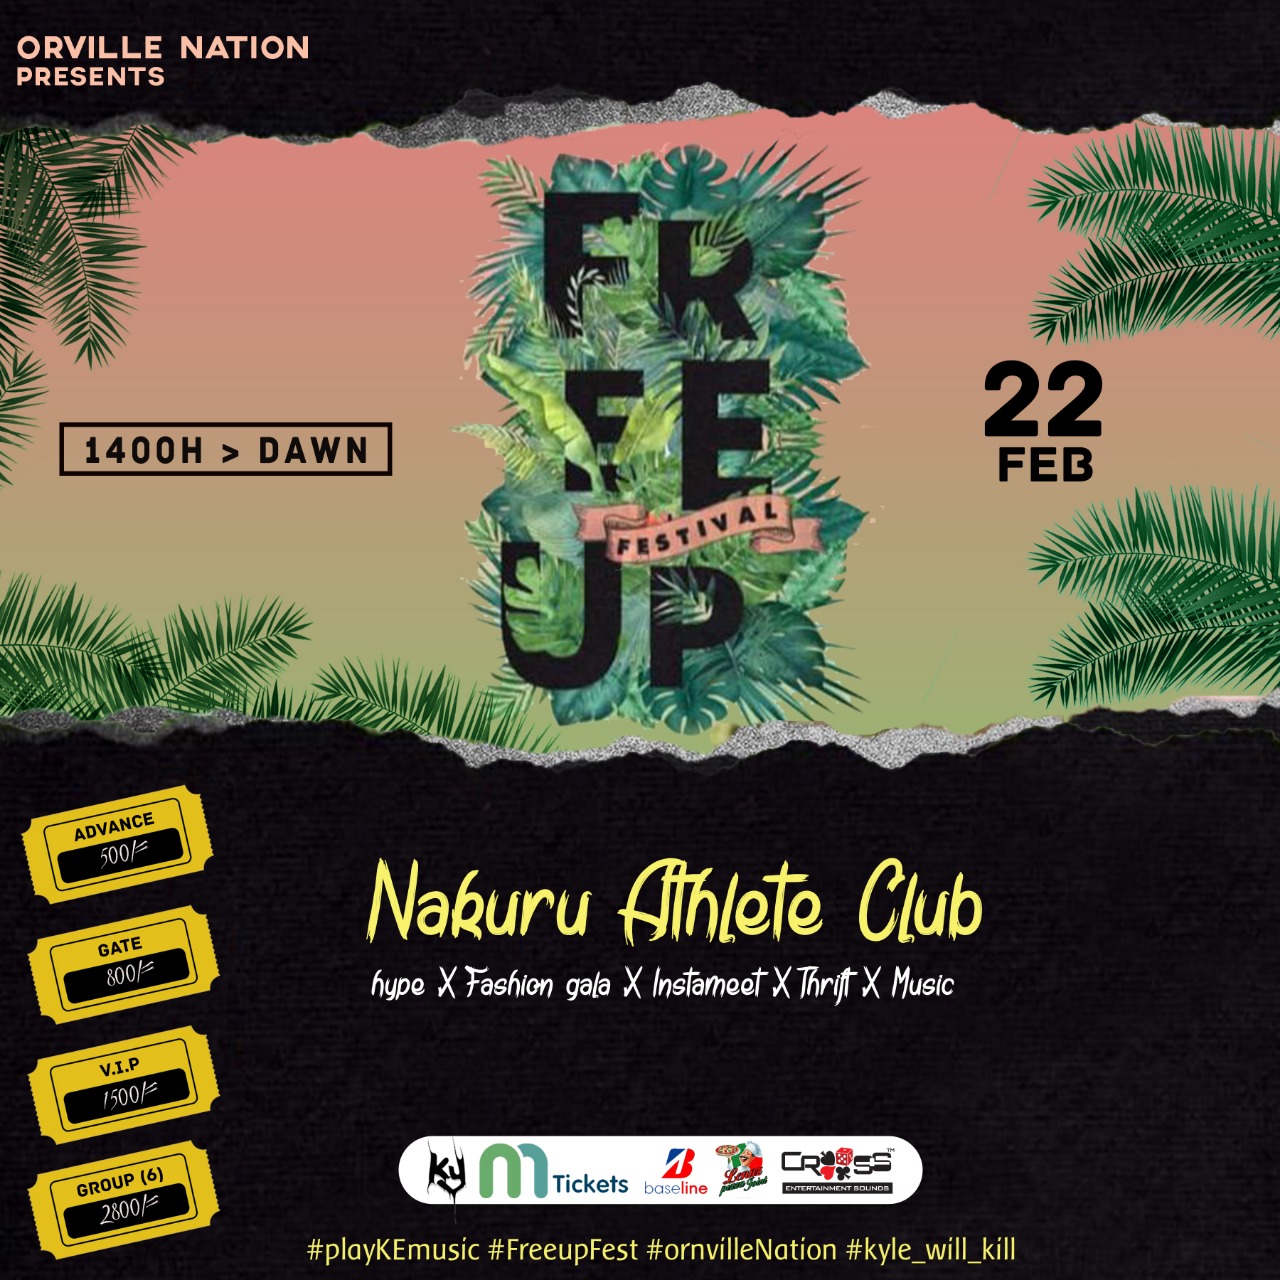 ORVILLE NATION
PRESENTS
FR
EE
FESTIVAL
UP
1400H > DAWN
22
FEB
ADVANCE
500/=
GATE
800/=
V.I.P
1500/=
GROUP (6)
2800/=
Nakuru Athlete Club
hype X Fashion gala X Instameet X Thrift X Music
m Tickets
baseline
CROSS™
ENTERTAINMENT SOUNDS
#playKEmusic #FreeupFest #ornvilleNation #kyle_will_kill